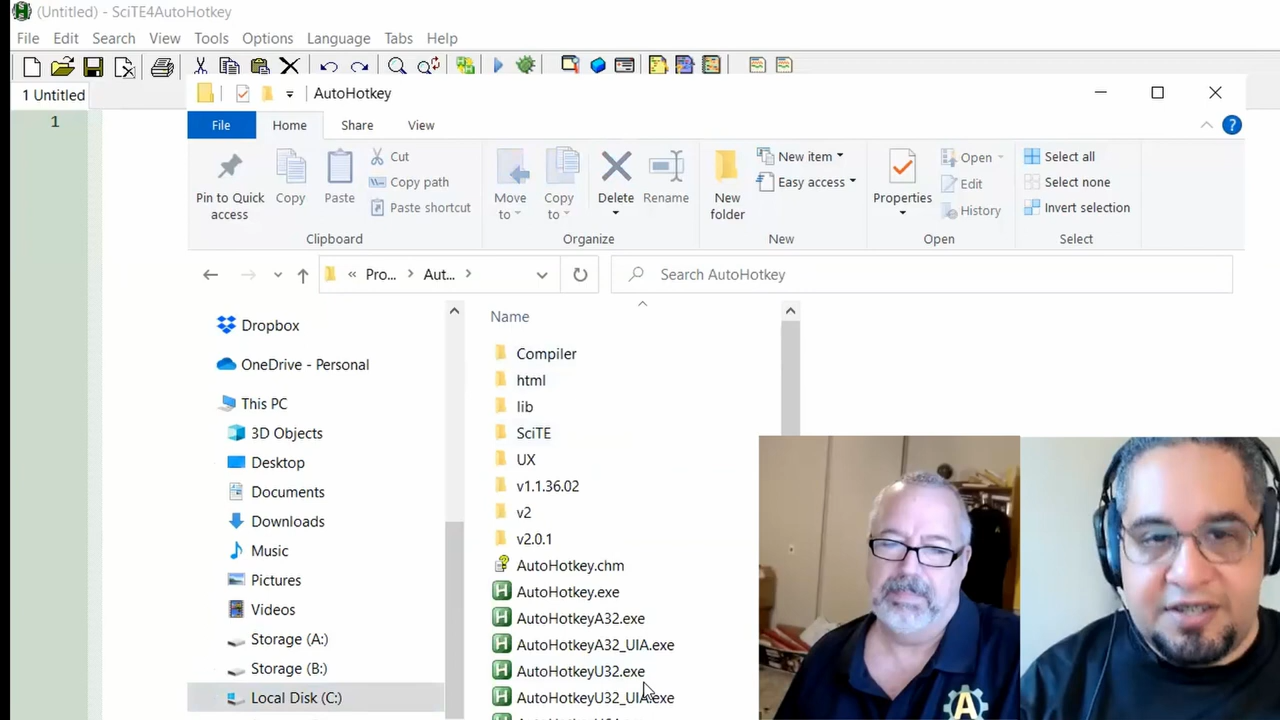 (Untitled) - SciTE4AutoHotkey
File Edit Search View Tools Options Language Tabs Help
1 Untitled
1
AutoHotkey
File Home Share View
Pin to Quick access
Copy
Paste
Cut
Copy path
Paste shortcut
Move to
Copy to
Delete
Rename
New folder
New item
Easy access
Properties
Open
Edit
History
Select all
Select none
Invert selection
Clipboard Organize New Open Select
« Pro... > Aut... >
Search AutoHotkey
Dropbox
OneDrive - Personal
This PC
3D Objects
Desktop
Documents
Downloads
Music
Pictures
Videos
Storage (A:)
Storage (B:)
Local Disk (C:)
Name
Compiler
html
lib
SciTE
UX
v1.1.36.02
v2
v2.0.1
AutoHotkey.chm
AutoHotkey.exe
AutoHotkeyA32.exe
AutoHotkeyA32_UIA.exe
AutoHotkeyU32.exe
AutoHotkeyU32_UIA.exe
A